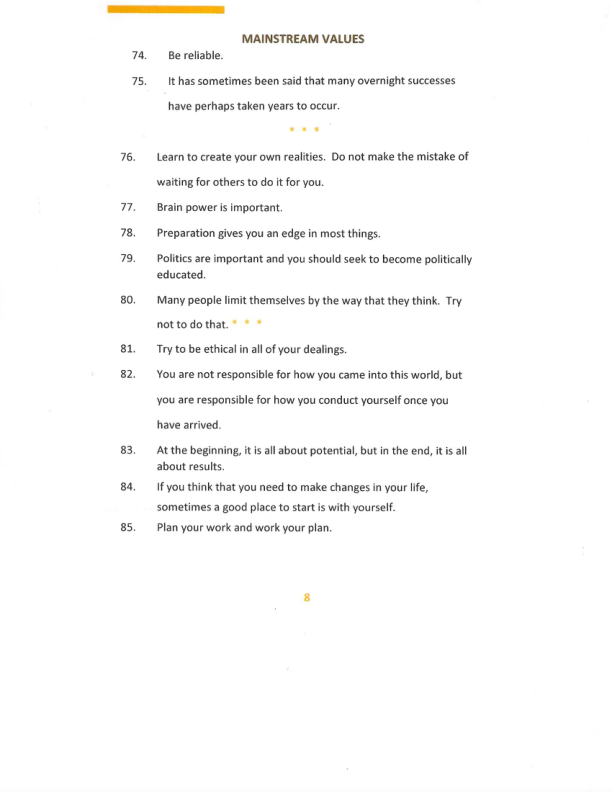 MAINSTREAM VALUES
74. Be reliable.
75. It has sometimes been said that many overnight successes
have perhaps taken years to occur.
* * *
76. Learn to create your own realities. Do not make the mistake of
waiting for others to do it for you.
77. Brain power is important.
78. Preparation gives you an edge in most things.
79. Politics are important and you should seek to become politically
educated.
80. Many people limit themselves by the way that they think. Try
not to do that. * * *
81. Try to be ethical in all of your dealings.
82. You are not responsible for how you came into this world, but
you are responsible for how you conduct yourself once you
have arrived.
83. At the beginning, it is all about potential, but in the end, it is all
about results.
84. If you think that you need to make changes in your life,
sometimes a good place to start is with yourself.
85. Plan your work and work your plan.
8